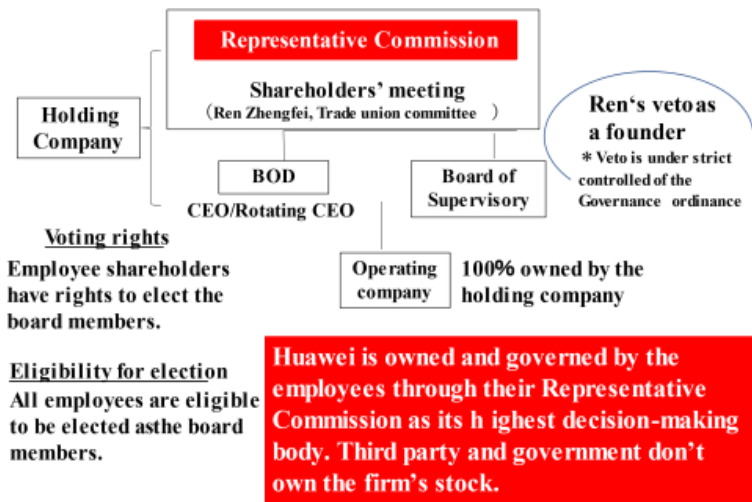 Representative Commission
Shareholders’ meeting
（Ren Zhengfei, Trade union committee ）
Holding
Company
Ren‘s veto as
a founder
＊Veto is under strict
controlled of the
Governance ordinance
BOD
Board of
Supervisory
CEO/Rotating CEO
Voting rights
Employee shareholders
have rights to elect the
board members.
Operating
company
100% owned by the
holding company
Eligibility for election
All employees are eligible
to be elected asthe board
members.
Huawei is owned and governed by the
employees through their Representative
Commission as its h ighest decision-making
body. Third party and government don’t
own the firm’s stock.